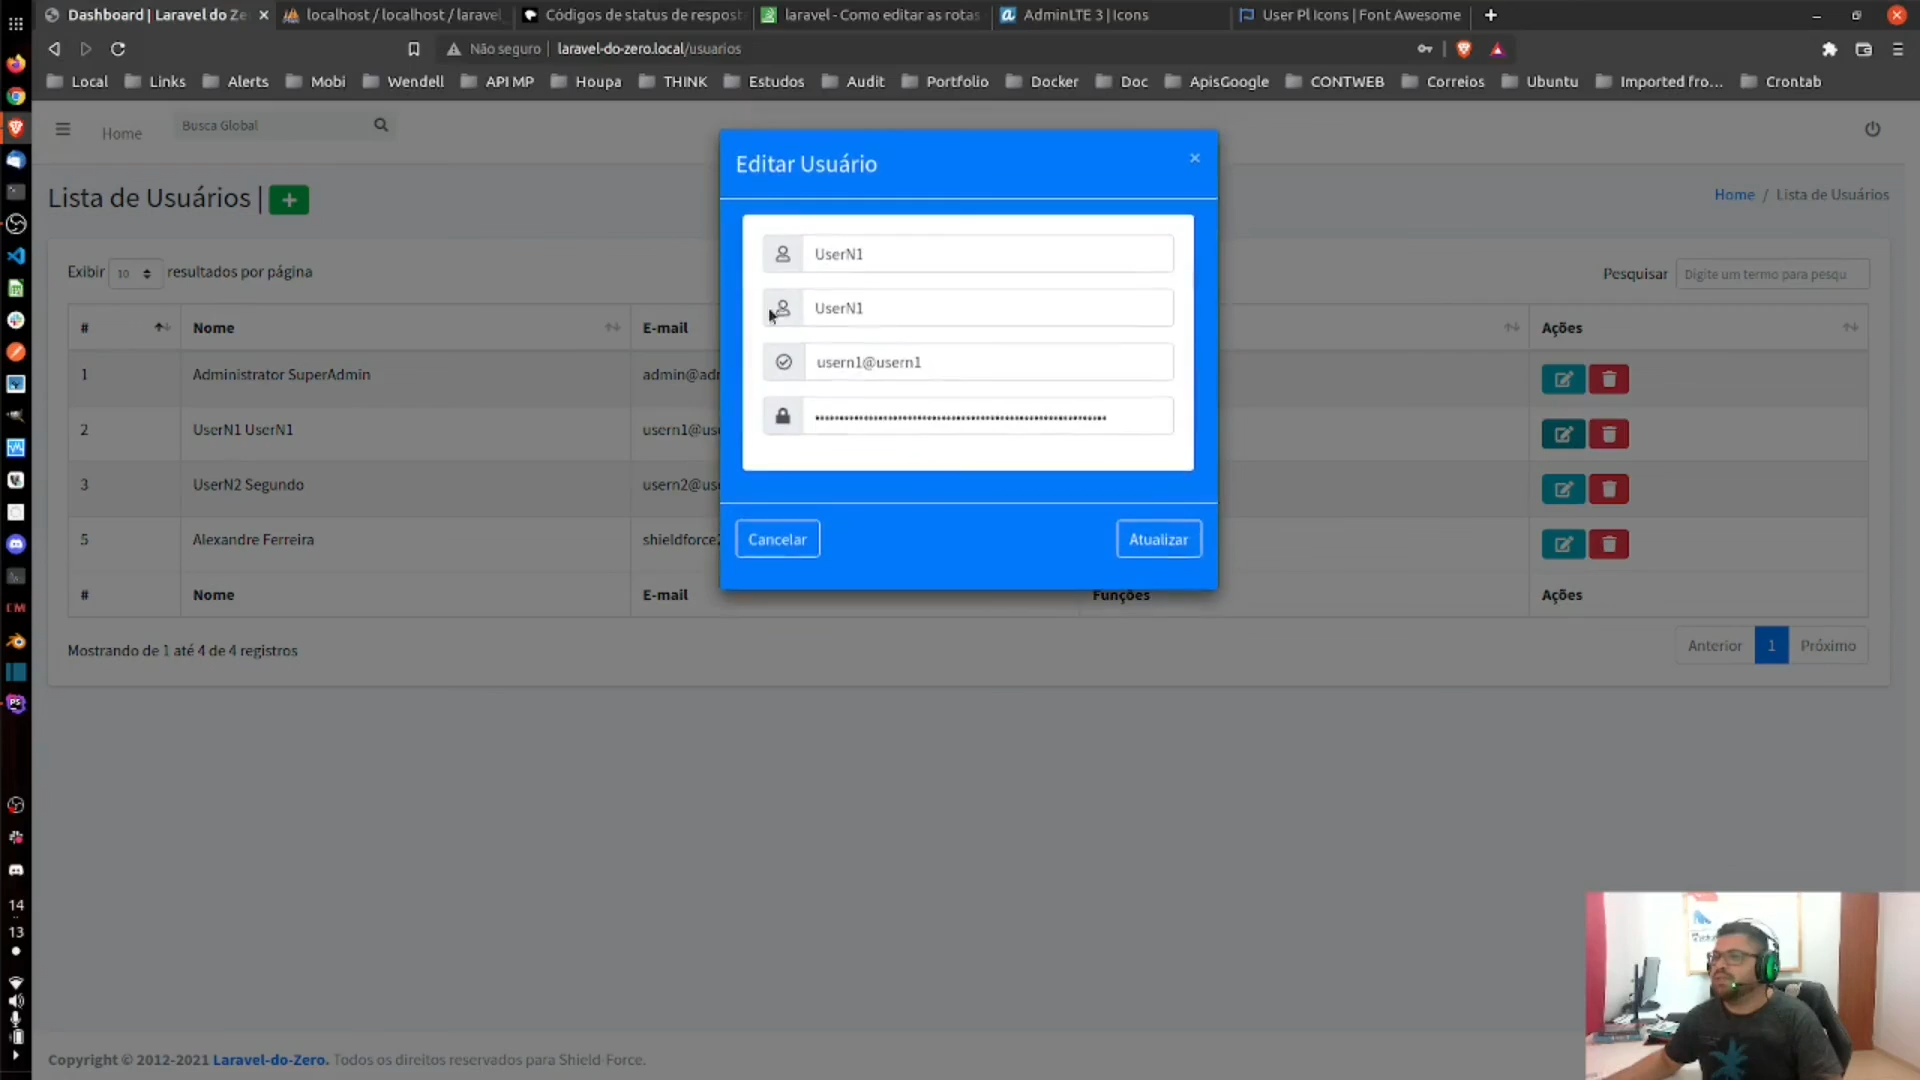 Dashboard | Laravel do Ze
localhost / localhost / laravel
Códigos de status de respost
laravel - Como editar as rotas
AdminLTE 3 | Icons
User Pl Icons | Font Awesome
Não seguro
laravel-do-zero.local/usuarios
Local Links Alerts Mobi Wendell API MP Houpa THINK Estudos Audit Portfolio Docker Doc ApisGoogle CONTWEB Correios Ubuntu Imported fro... Crontab
Home
Busca Global
Lista de Usuários | +
Home / Lista de Usuários
Editar Usuário ×
UserN1
UserN1
usern1@usern1
Cancelar
Atualizar
Exibir 10 resultados por página
Pesquisar Digite um termo para pesqu
# Nome E-mail Ações
1 Administrator SuperAdmin admin@adr
2 UserN1 UserN1 usern1@usu
3 UserN2 Segundo usern2@usu
5 Alexandre Ferreira shieldforce2
# Nome E-mail Funções Ações
Mostrando de 1 até 4 de 4 registros
Anterior 1 Próximo
14
13
Copyright © 2012-2021 Laravel-do-Zero. Todos os direitos reservados para Shield Force.